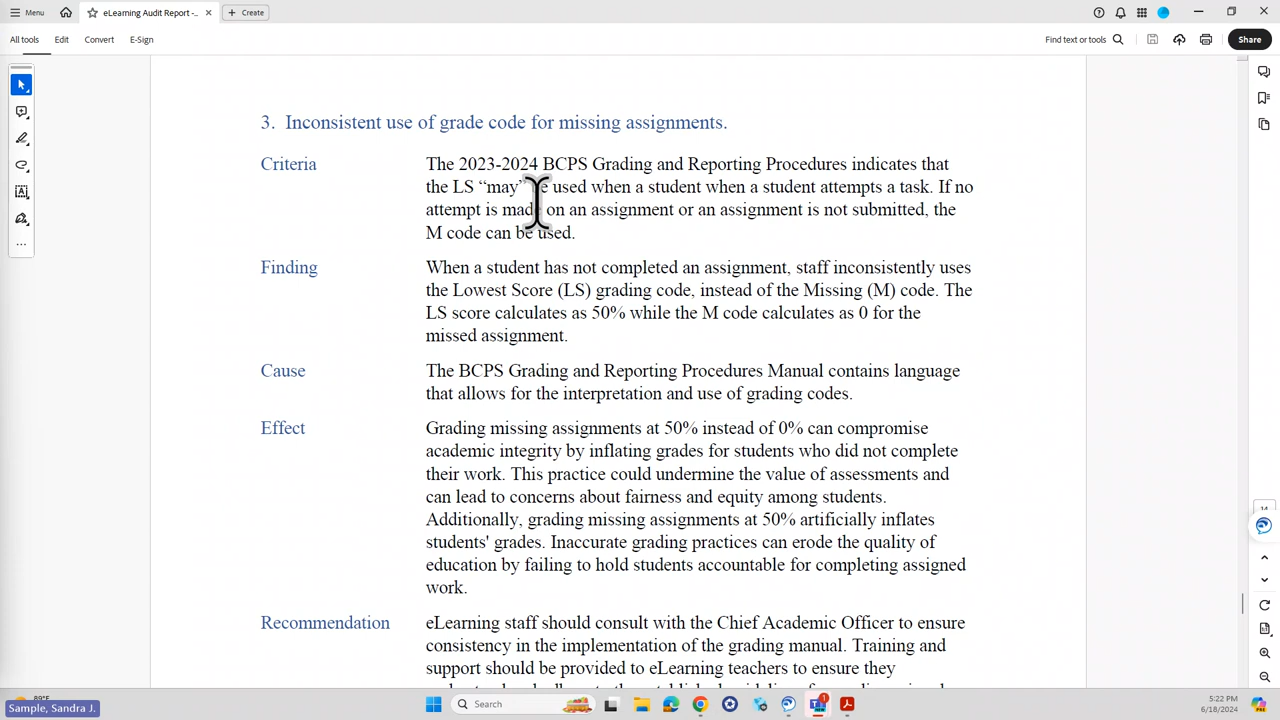 Menu
eLearning Audit Report -..
Create
All tools
Edit
Convert
E-Sign
Find text or tools
Share
3. Inconsistent use of grade code for missing assignments.
Criteria
The 2023-2024 BCPS Grading and Reporting Procedures indicates that
the LS “may” be used when a student when a student attempts a task. If no
attempt is made on an assignment or an assignment is not submitted, the
M code can be used.
Finding
When a student has not completed an assignment, staff inconsistently uses
the Lowest Score (LS) grading code, instead of the Missing (M) code. The
LS score calculates as 50% while the M code calculates as 0 for the
missed assignment.
Cause
The BCPS Grading and Reporting Procedures Manual contains language
that allows for the interpretation and use of grading codes.
Effect
Grading missing assignments at 50% instead of 0% can compromise
academic integrity by inflating grades for students who did not complete
their work. This practice could undermine the value of assessments and
can lead to concerns about fairness and equity among students.
Additionally, grading missing assignments at 50% artificially inflates
students' grades. Inaccurate grading practices can erode the quality of
education by failing to hold students accountable for completing assigned
work.
Recommendation
eLearning staff should consult with the Chief Academic Officer to ensure
consistency in the implementation of the grading manual. Training and
support should be provided to eLearning teachers to ensure they
Sample, Sandra J.
Search
1
5:22 PM
6/18/2024